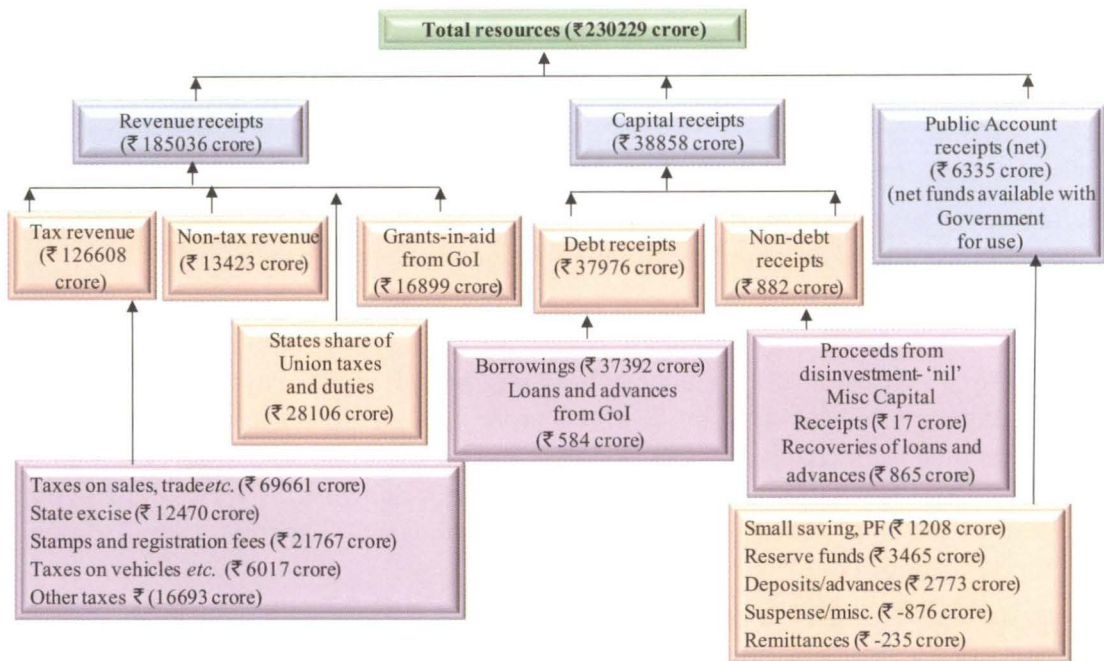 Total resources (₹230229 crore)
Revenue receipts
(₹ 185036 crore)
Capital receipts
(₹ 38858 crore)
Public Account
receipts (net)
(₹ 6335 crore)
(net funds available with
Government
for use)
Tax revenue
(₹ 126608
crore)
Non-tax revenue
(₹ 13423 crore)
Grants-in-aid
from GoI
(₹ 16899 crore)
Debt receipts
(₹ 37976 crore)
Non-debt
receipts
(₹ 882 crore)
States share of
Union taxes
and duties
(₹ 28106 crore)
Borrowings (₹ 37392 crore)
Loans and advances
from GoI
(₹ 584 crore)
Proceeds from
disinvestment- ‘nil’
Misc Capital
Receipts (₹ 17 crore)
Recoveries of loans and
advances (₹ 865 crore)
Taxes on sales, trade etc. (₹ 69661 crore)
State excise (₹ 12470 crore)
Stamps and registration fees (₹ 21767 crore)
Taxes on vehicles etc. (₹ 6017 crore)
Other taxes ₹ (16693 crore)
Small saving, PF (₹ 1208 crore)
Reserve funds (₹ 3465 crore)
Deposits/advances (₹ 2773 crore)
Suspense/misc. (₹ -876 crore)
Remittances (₹ -235 crore)